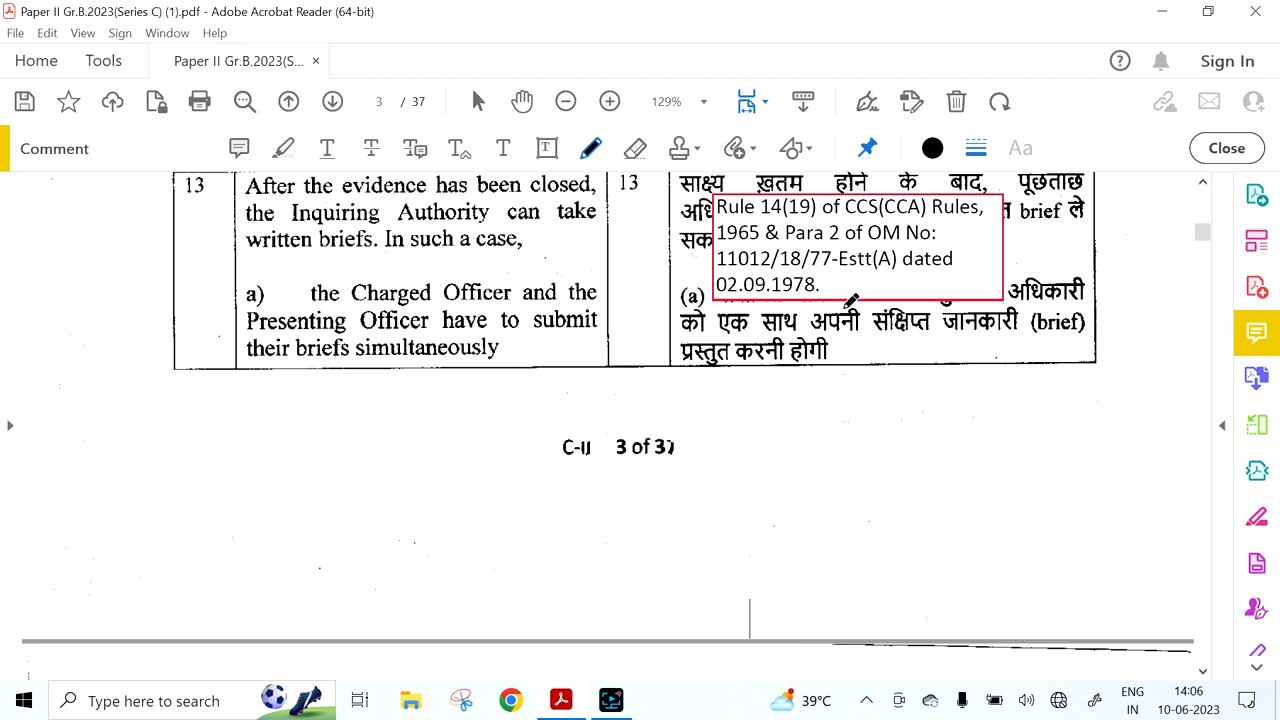 Paper II Gr.B.2023(Series C) (1).pdf - Adobe Acrobat Reader (64-bit)
File Edit View Sign Window Help
Home Tools Paper II Gr.B.2023(S... × Sign In
3 / 37 129%
Comment Aa Close
13 After the evidence has been closed,
the Inquiring Authority can take
written briefs. In such a case,
a) the Charged Officer and the
Presenting Officer have to submit
their briefs simultaneously
13 साक्ष्य ख़तम होने के बाद, पूछताछ
brief ले
Rule 14(19) of CCS(CCA) Rules,
1965 & Para 2 of OM No:
11012/18/77-Estt(A) dated
02.09.1978.
(a) अधिकारी
को एक साथ अपनी संक्षिप्त जानकारी (brief)
प्रस्तुत करनी होगी
C-II 3 of 37
Type here to search
39°C
ENG
IN
14:06
10-06-2023